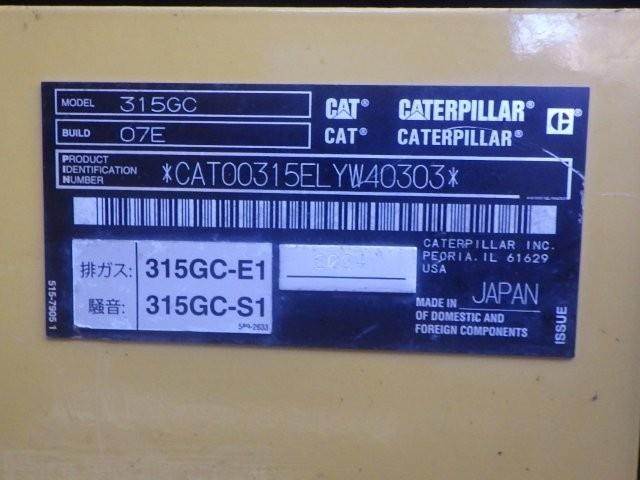 MODEL 315GC CAT® CATERPILLAR® C
BUILD 07E CAT® CATERPILLAR®
PRODUCT
IDENTIFICATION
NUMBER
*CAT00315ELYW40303*
CATERPILLAR INC.
PEORIA, IL 61629
USA
排ガス: 315GC-E1
騒音: 315GC-S1
MADE IN JAPAN
OF DOMESTIC AND
FOREIGN COMPONENTS
515-7905 1
ISSUE